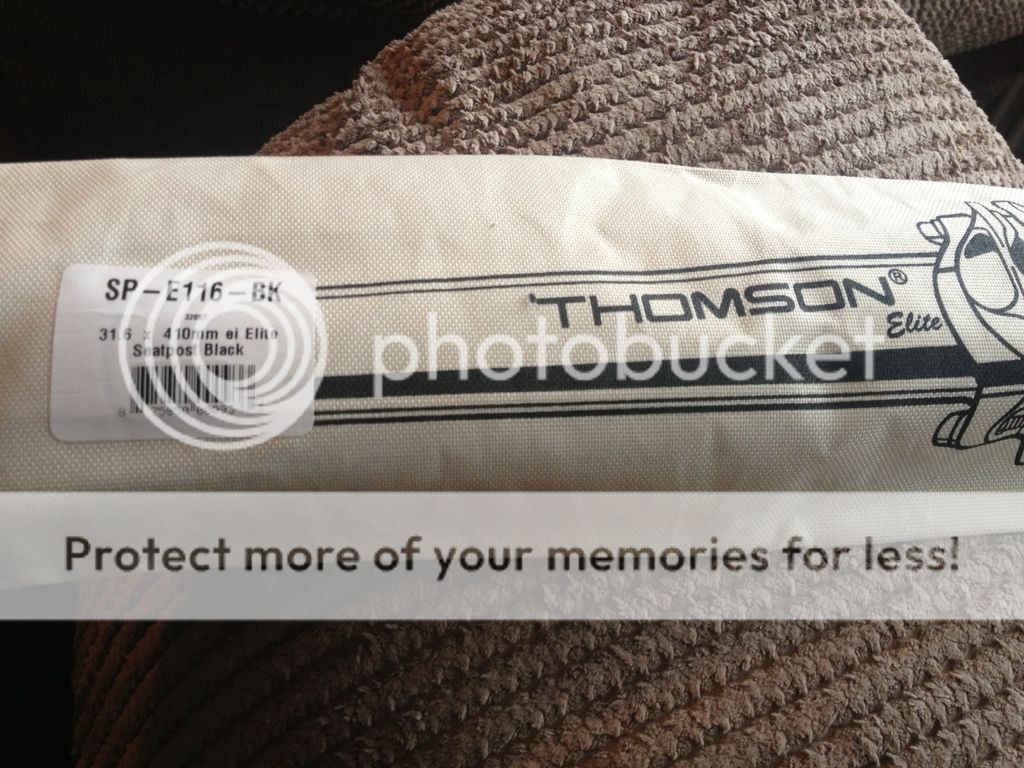 SP-E116-BK
31.6 x 410mm ei Elite
Seatpost Black
THOMSON®
Elite
photobucket
Protect more of your memories for less!